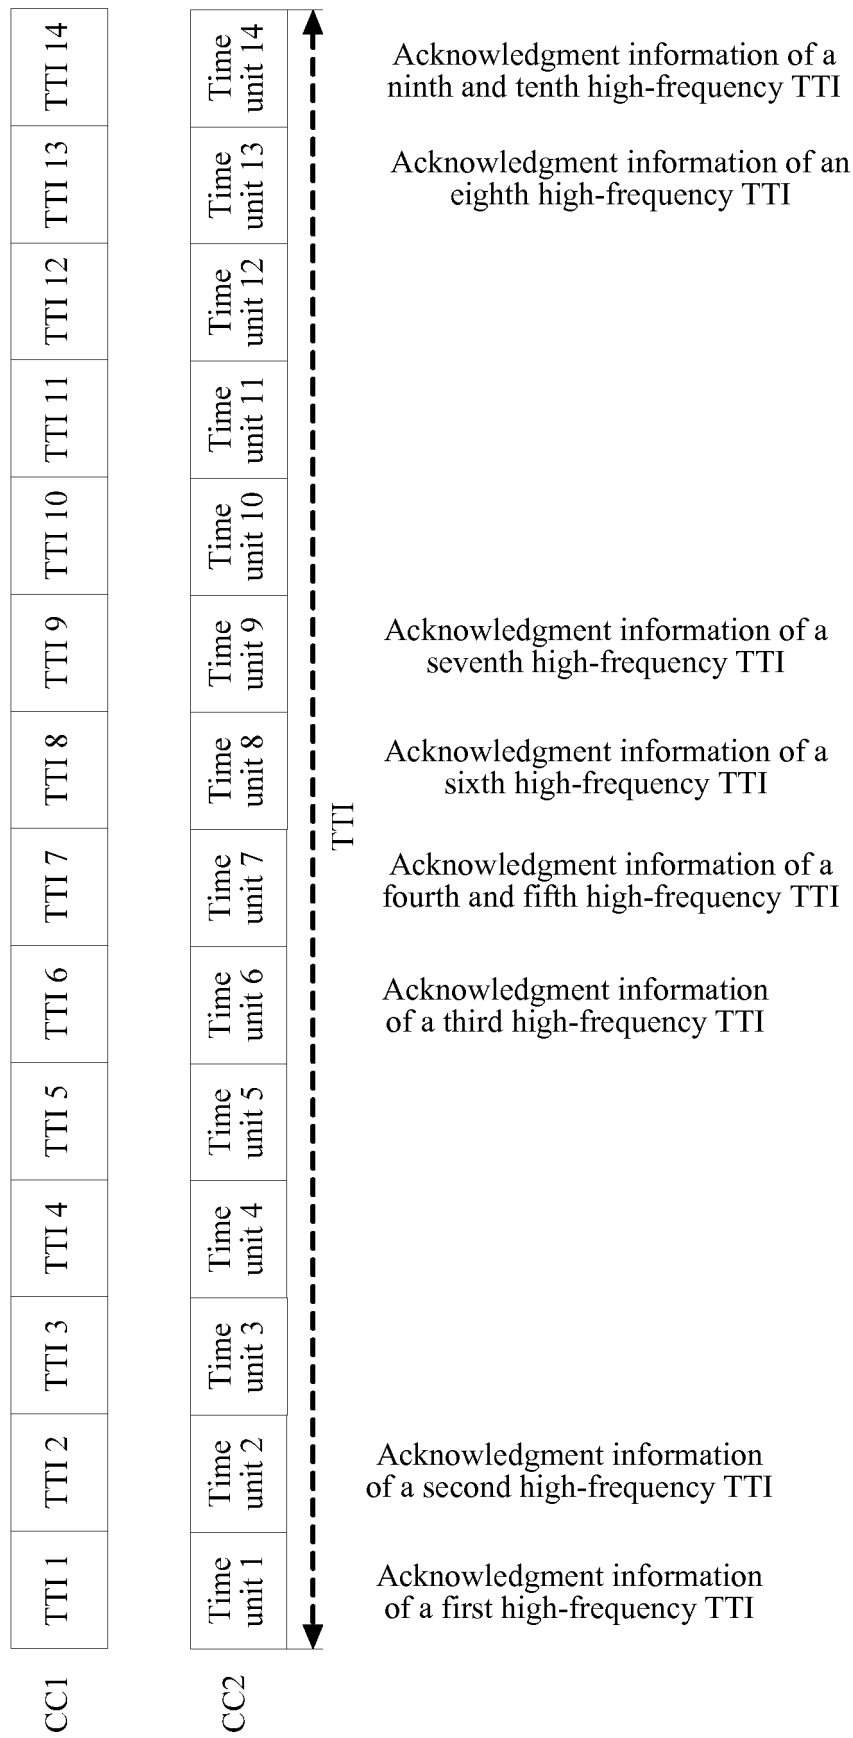 TTI 14
TTI 13
TTI 12
TTI 11
TTI 10
TTI 9
TTI 8
TTI 7
TTI 6
TTI 5
TTI 4
TTI 3
TTI 2
TTI 1
CC1
Time
unit 14
Time
unit 13
Time
unit 12
Time
unit 11
Time
unit 10
Time
unit 9
Time
unit 8
Time
unit 7
Time
unit 6
Time
unit 5
Time
unit 4
Time
unit 3
Time
unit 2
Time
unit 1
CC2
TTI
Acknowledgment information of a
ninth and tenth high-frequency TTI
Acknowledgment information of an
eighth high-frequency TTI
Acknowledgment information of a
seventh high-frequency TTI
Acknowledgment information of a
sixth high-frequency TTI
Acknowledgment information of a
fourth and fifth high-frequency TTI
Acknowledgment information
of a third high-frequency TTI
Acknowledgment information
of a second high-frequency TTI
Acknowledgment information
of a first high-frequency TTI